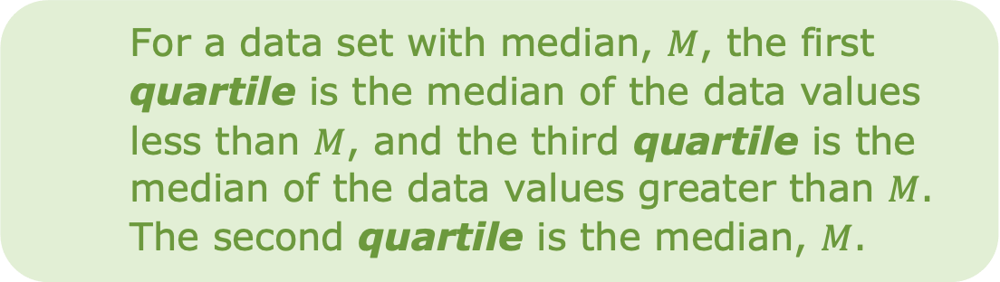 For a data set with median, M, the first
quartile is the median of the data values
less than M, and the third quartile is the
median of the data values greater than M.
The second quartile is the median, M.